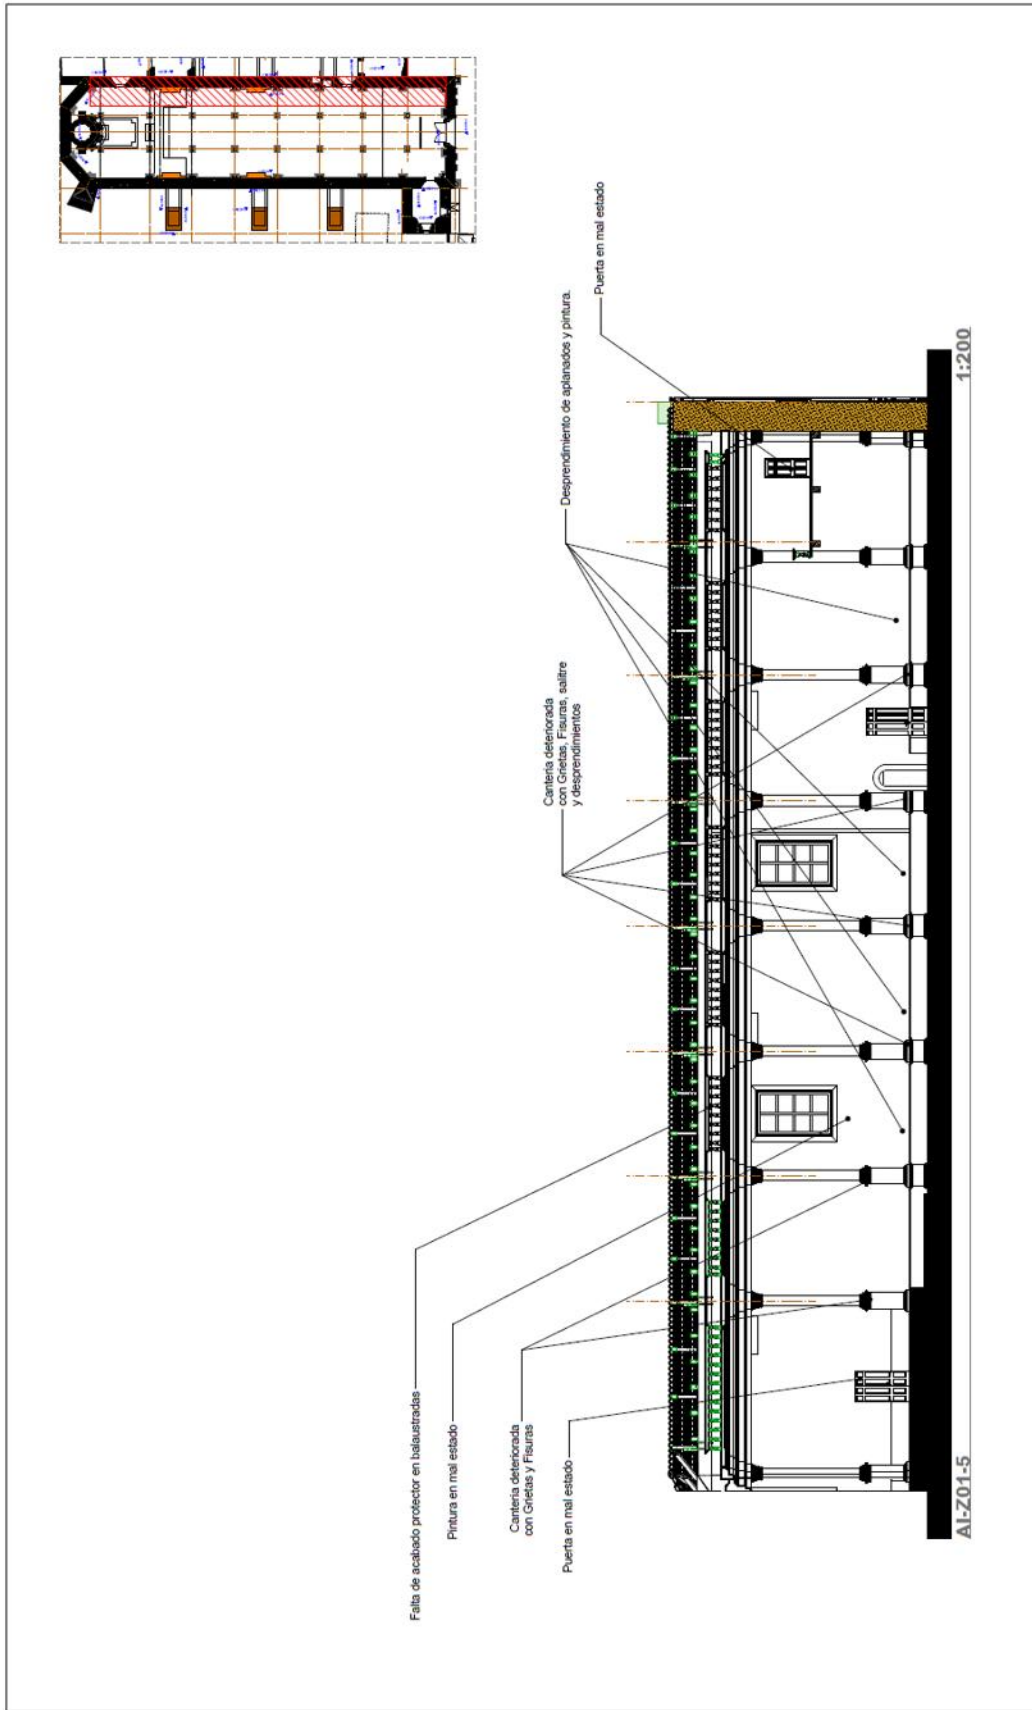 Falta de acabado protector en balaustradas
Pintura en mal estado
Cantería deteriorada
con Grietas y Fisuras
Puerta en mal estado
Cantería deteriorada
con Grietas, Fisuras, salitre
y desprendimientos
Desprendimiento de aplanados y pintura.
Puerta en mal estado
AI-Z01-5
1:200